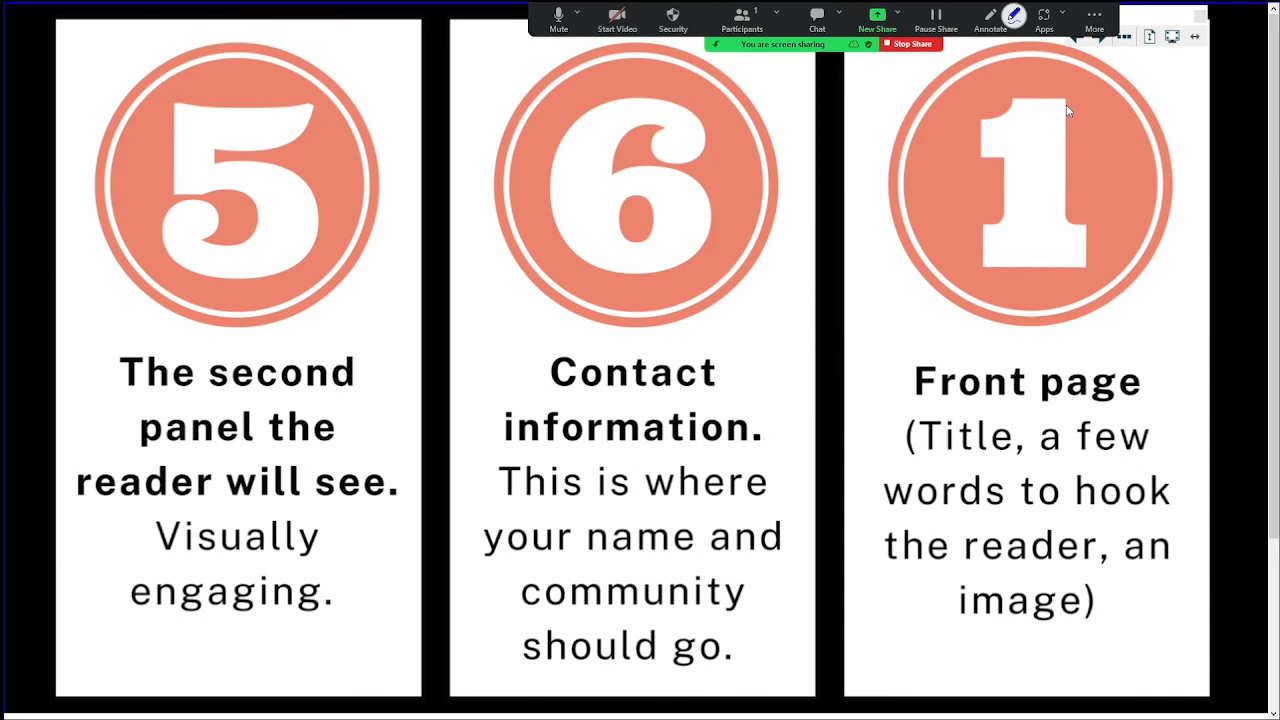 Mute
Start Video
Security
Participants
1
Chat
New Share
Pause Share
Annotate
Apps
More
You are screen sharing
Stop Share
5
The second
panel the
reader will see.
Visually
engaging.
6
Contact
information.
This is where
your name and
community
should go.
1
Front page
(Title, a few
words to hook
the reader, an
image)